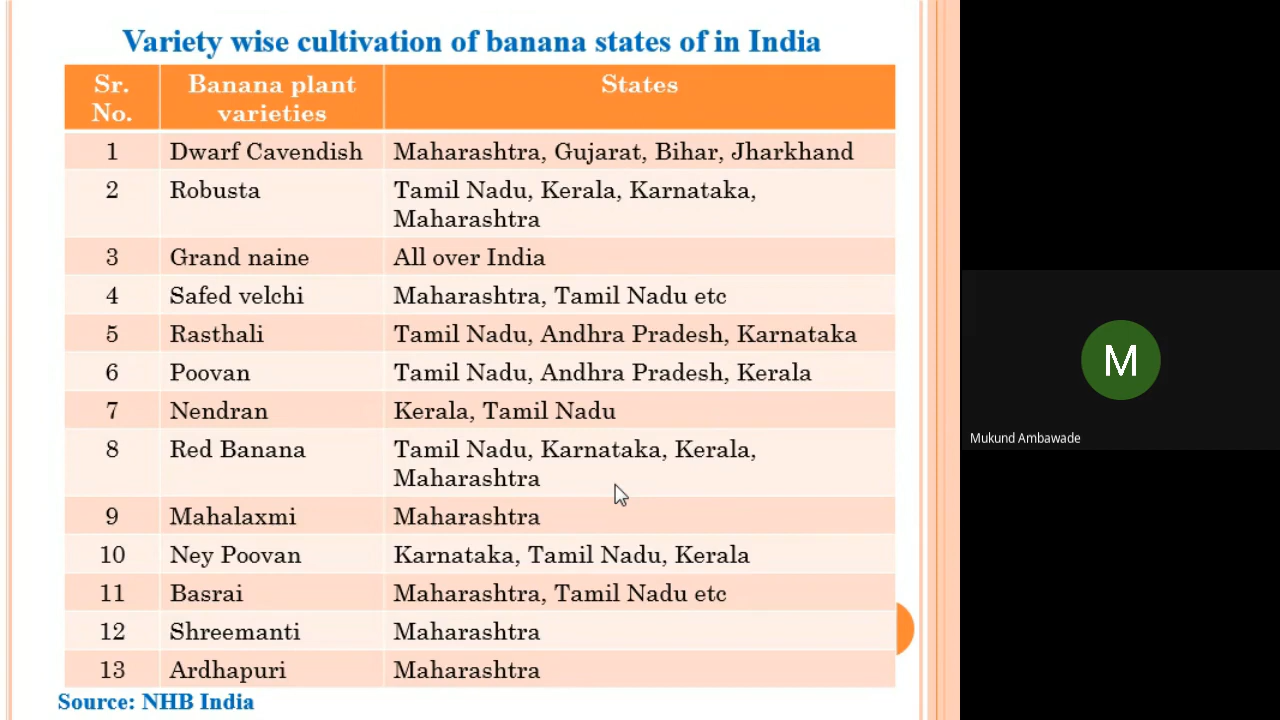 Variety wise cultivation of banana states of in India
Sr. No. Banana plant varieties States
1 Dwarf Cavendish Maharashtra, Gujarat, Bihar, Jharkhand
2 Robusta Tamil Nadu, Kerala, Karnataka,
Maharashtra
3 Grand naine All over India
4 Safed velchi Maharashtra, Tamil Nadu etc
5 Rasthali Tamil Nadu, Andhra Pradesh, Karnataka
6 Poovan Tamil Nadu, Andhra Pradesh, Kerala
7 Nendran Kerala, Tamil Nadu
8 Red Banana Tamil Nadu, Karnataka, Kerala,
Maharashtra
9 Mahalaxmi Maharashtra
10 Ney Poovan Karnataka, Tamil Nadu, Kerala
11 Basrai Maharashtra, Tamil Nadu etc
12 Shreemanti Maharashtra
13 Ardhapuri Maharashtra
Source: NHB India
M
Mukund Ambawade